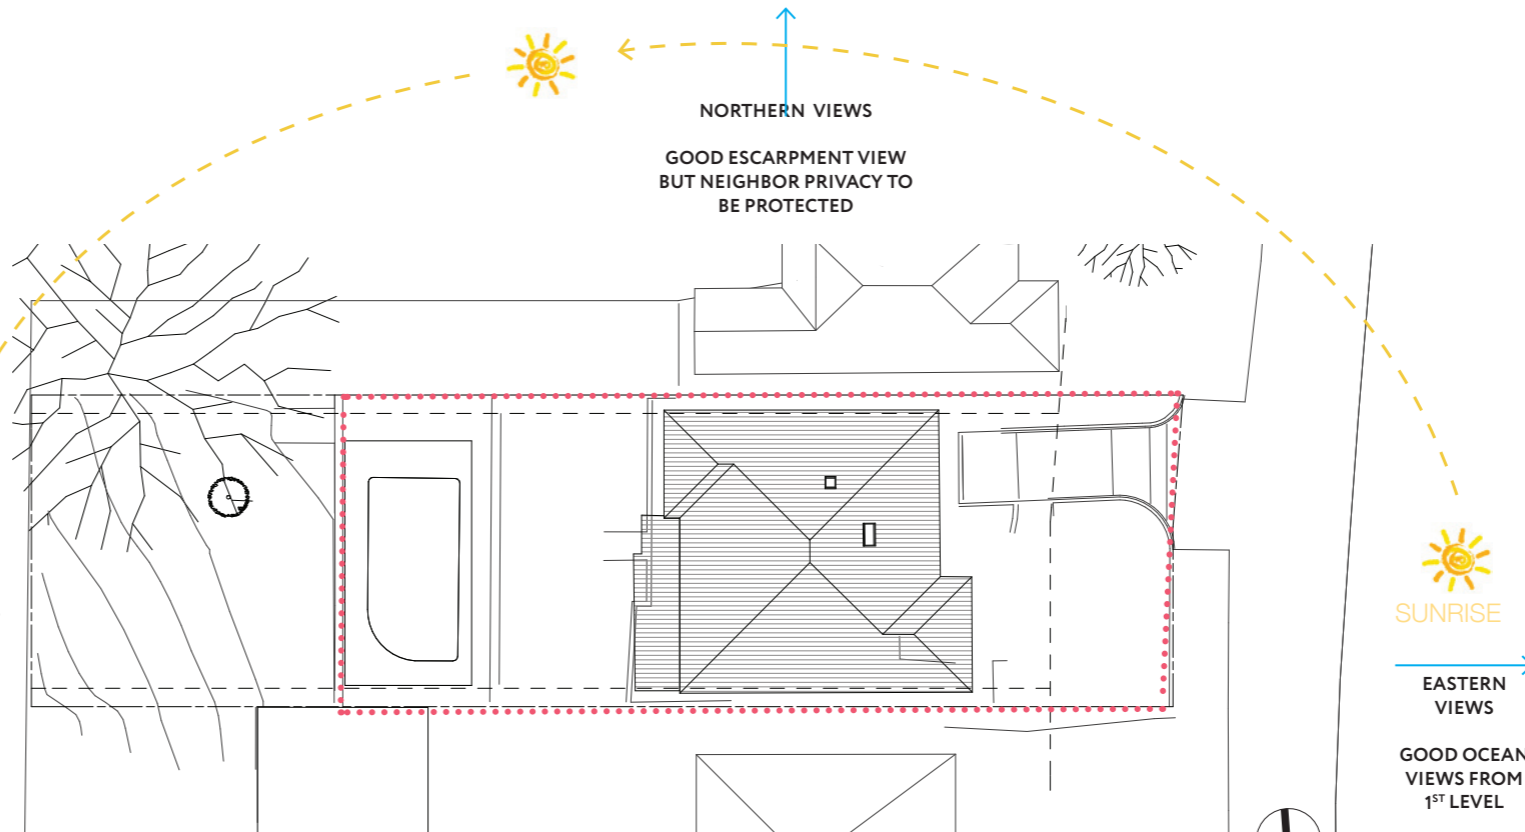 NORTHERN VIEWS
GOOD ESCARPMENT VIEW
BUT NEIGHBOR PRIVACY TO
BE PROTECTED
SUNRISE
EASTERN
VIEWS
GOOD OCEAN
VIEWS FROM
1ST LEVEL